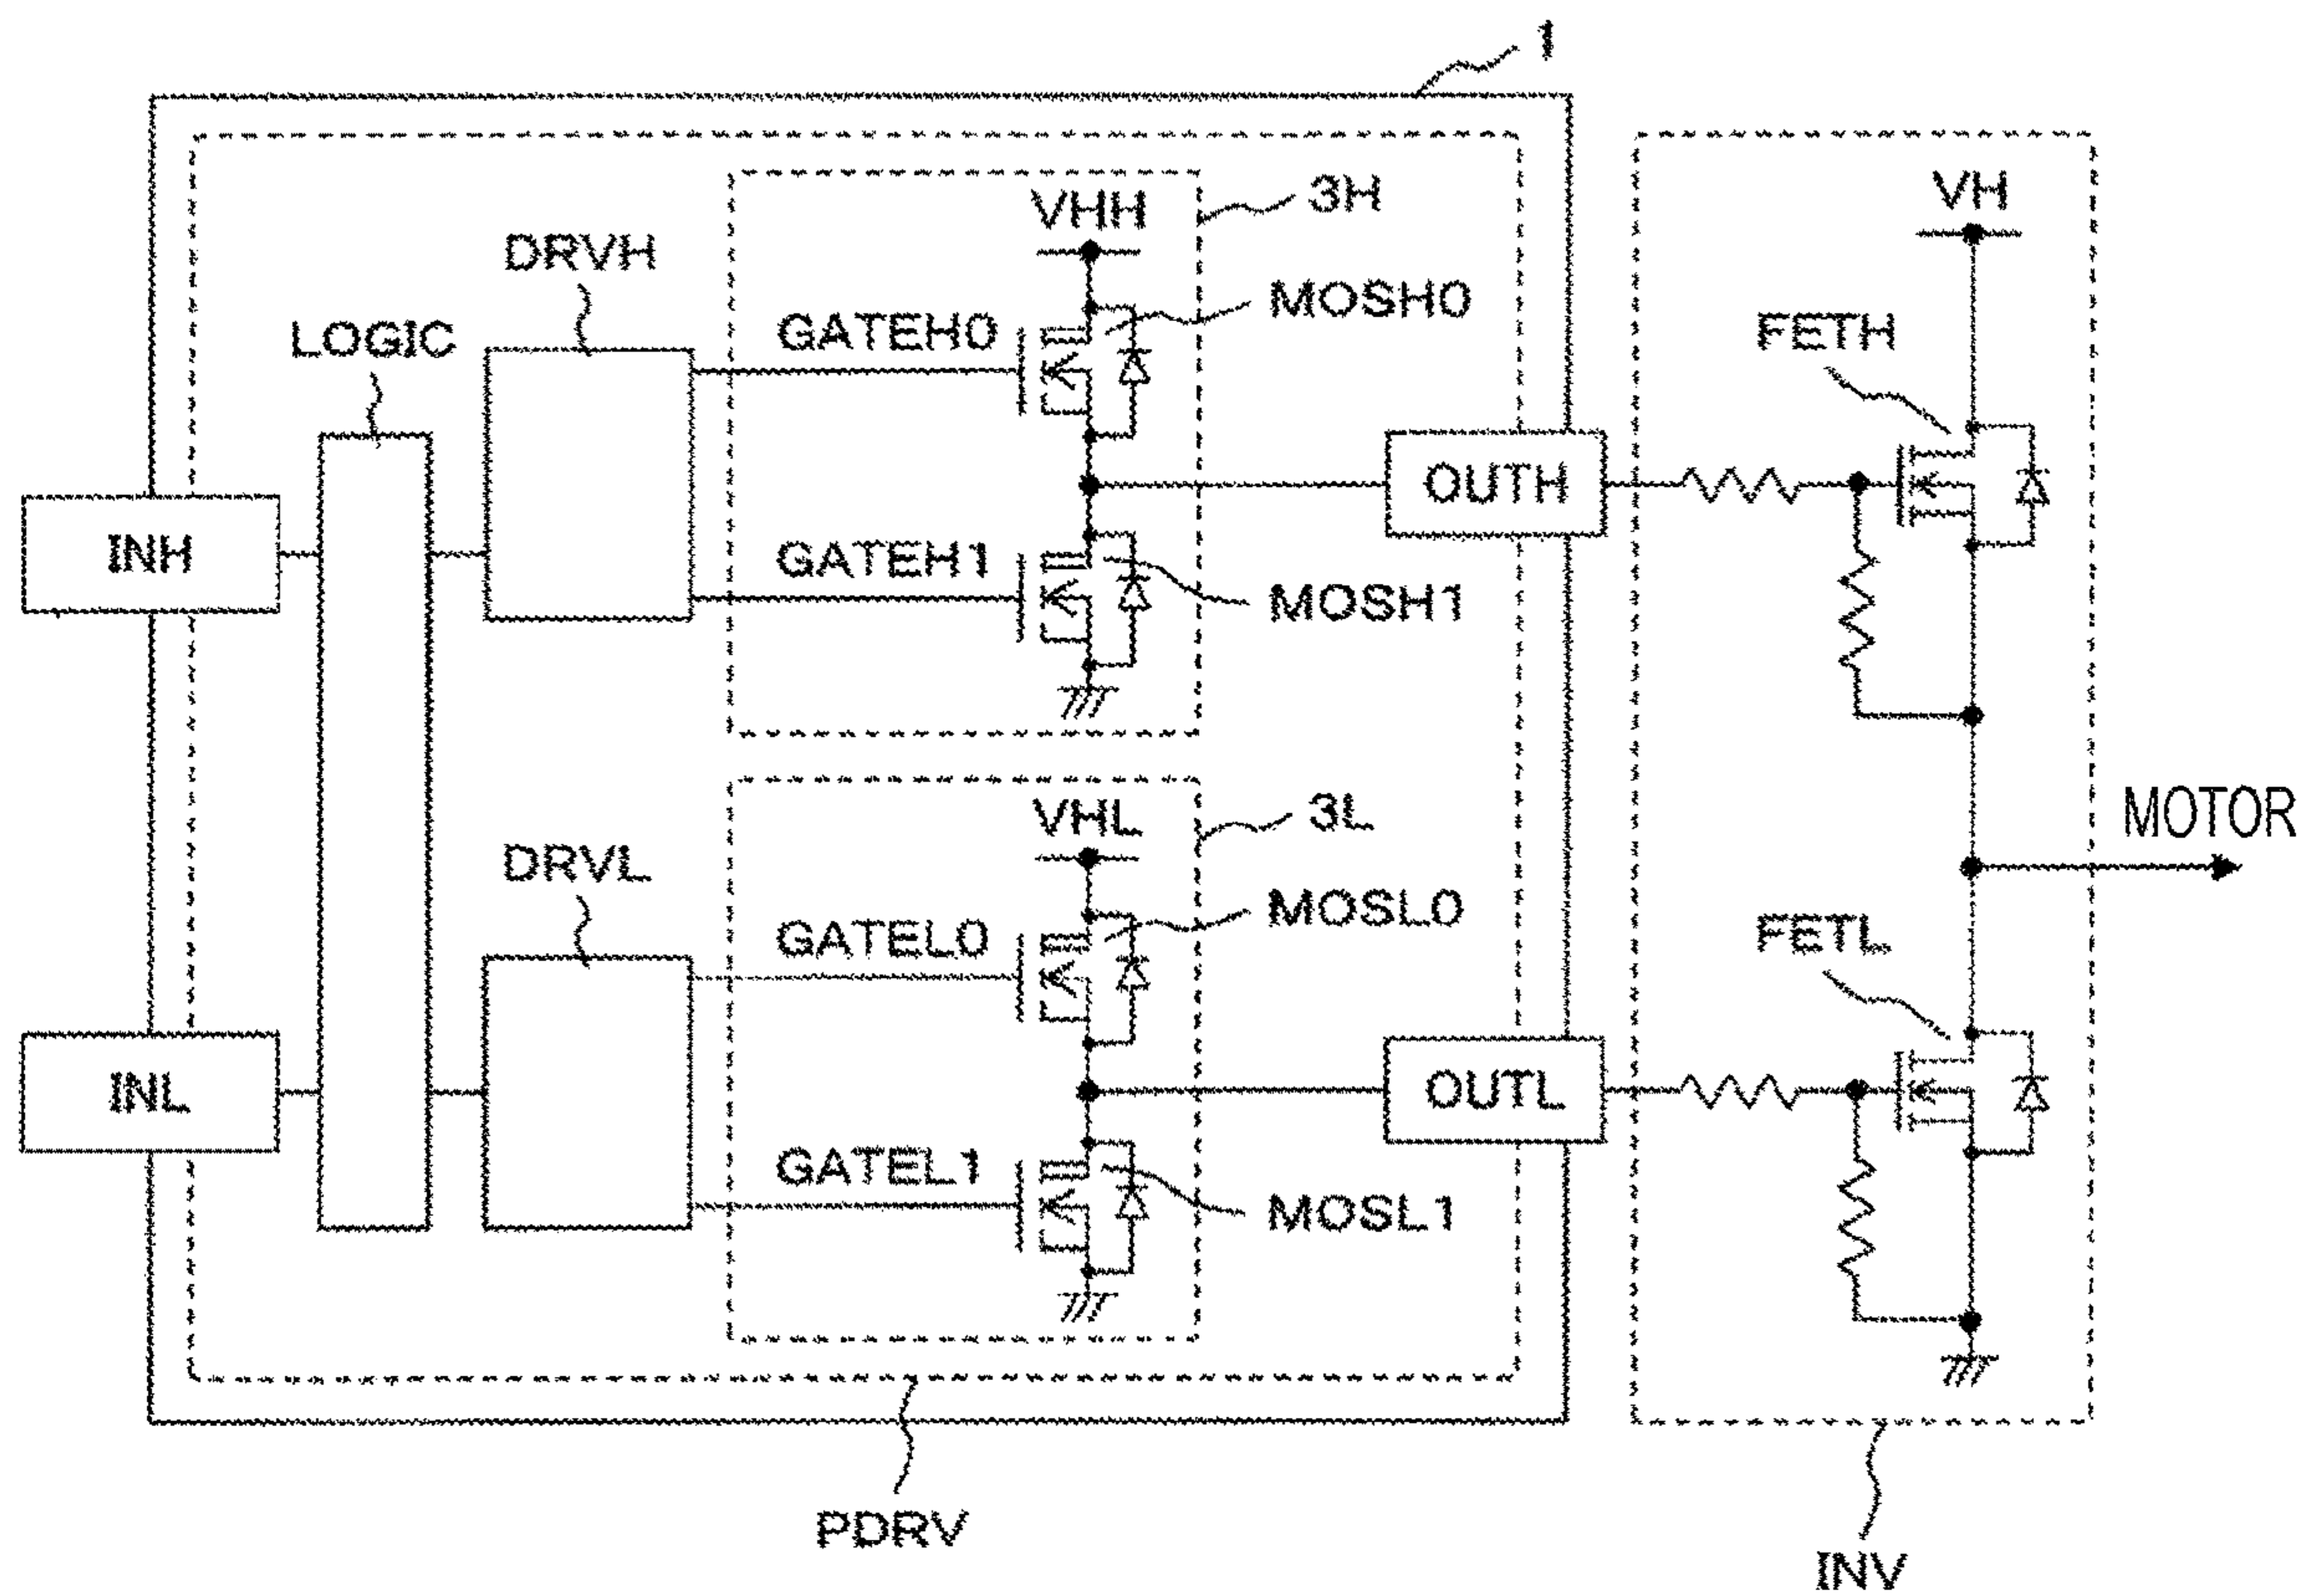 1
VHH
3H
VH
DRVH
MOSH0
GATEH0
FETH
LOGIC
OUTH
INH
GATEH1
MOSH1
VHL
3L
MOTOR
DRVL
MOSL0
GATEL0
FETL
INL
OUTL
GATEL1
MOSL1
PDRV
INV